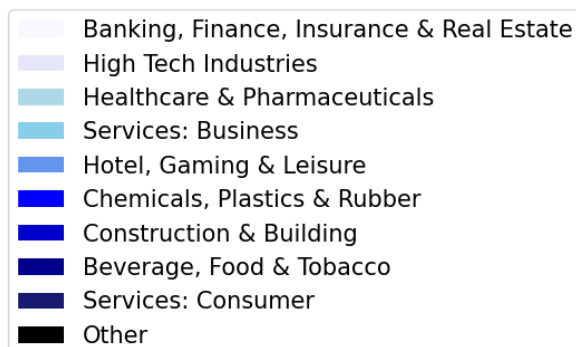 Banking, Finance, Insurance & Real Estate
High Tech Industries
Healthcare & Pharmaceuticals
Services: Business
Hotel, Gaming & Leisure
Chemicals, Plastics & Rubber
Construction & Building
Beverage, Food & Tobacco
Services: Consumer
Other